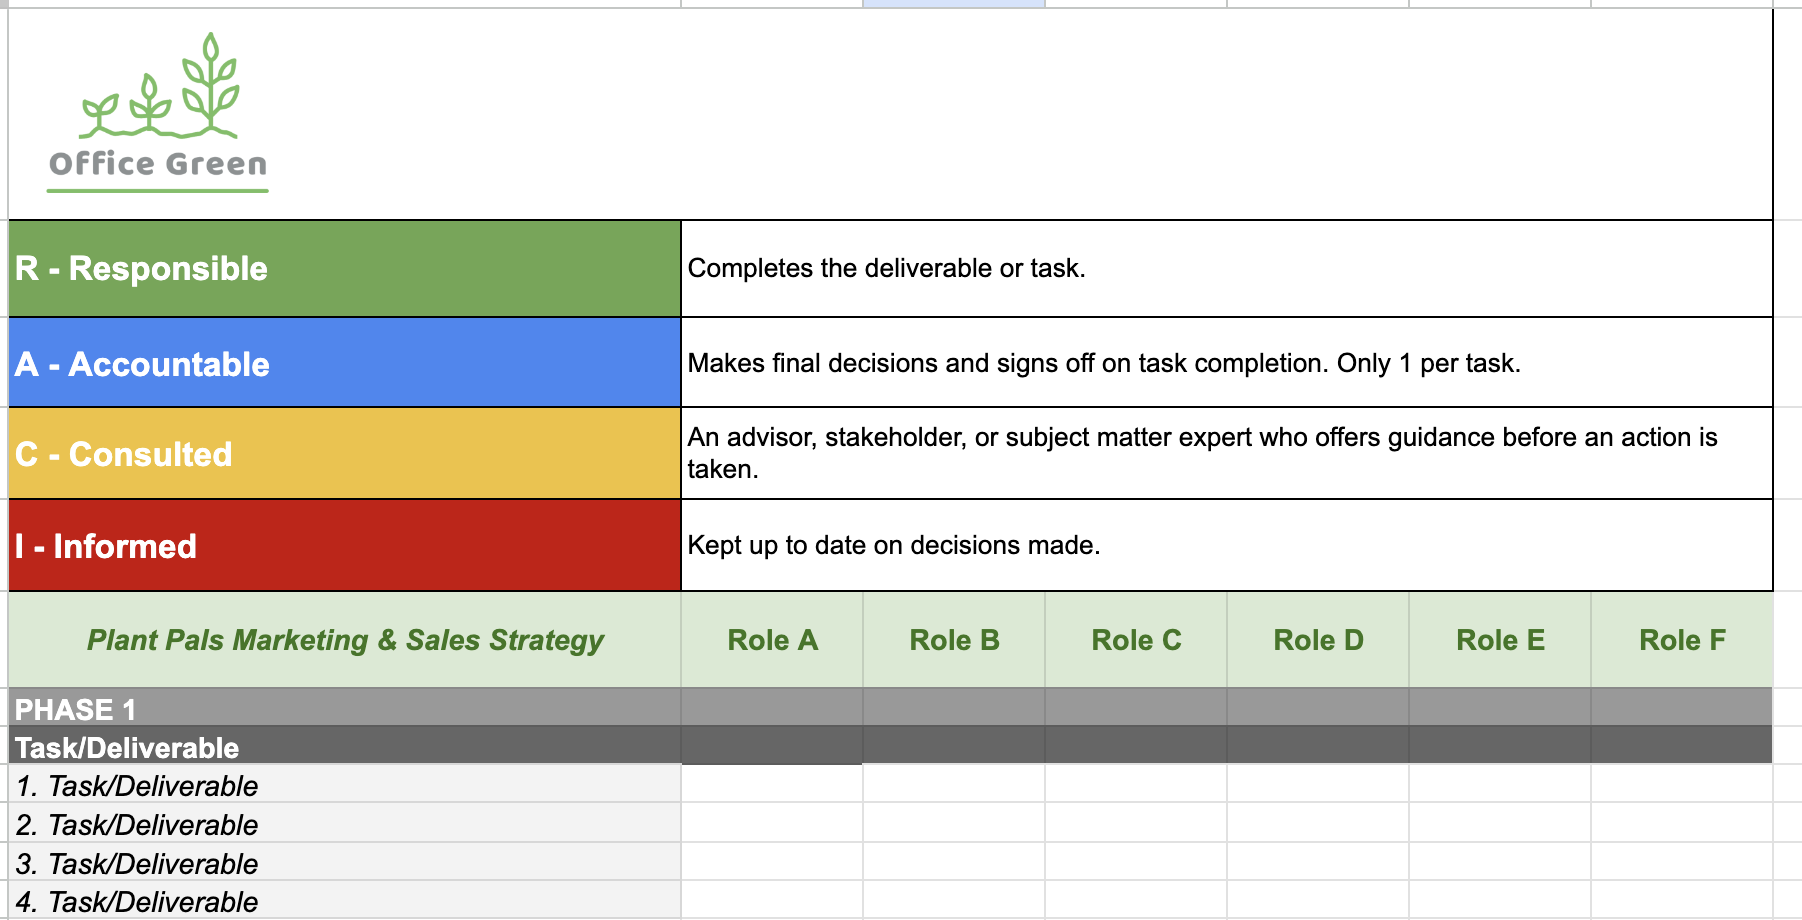 Office Green
R - Responsible
Completes the deliverable or task.
A - Accountable
Makes final decisions and signs off on task completion. Only 1 per task.
C - Consulted
An advisor, stakeholder, or subject matter expert who offers guidance before an action is
taken.
I - Informed
Kept up to date on decisions made.
Plant Pals Marketing & Sales Strategy Role A Role B Role C Role D Role E Role F
PHASE 1
Task/Deliverable
1. Task/Deliverable
2. Task/Deliverable
3. Task/Deliverable
4. Task/Deliverable